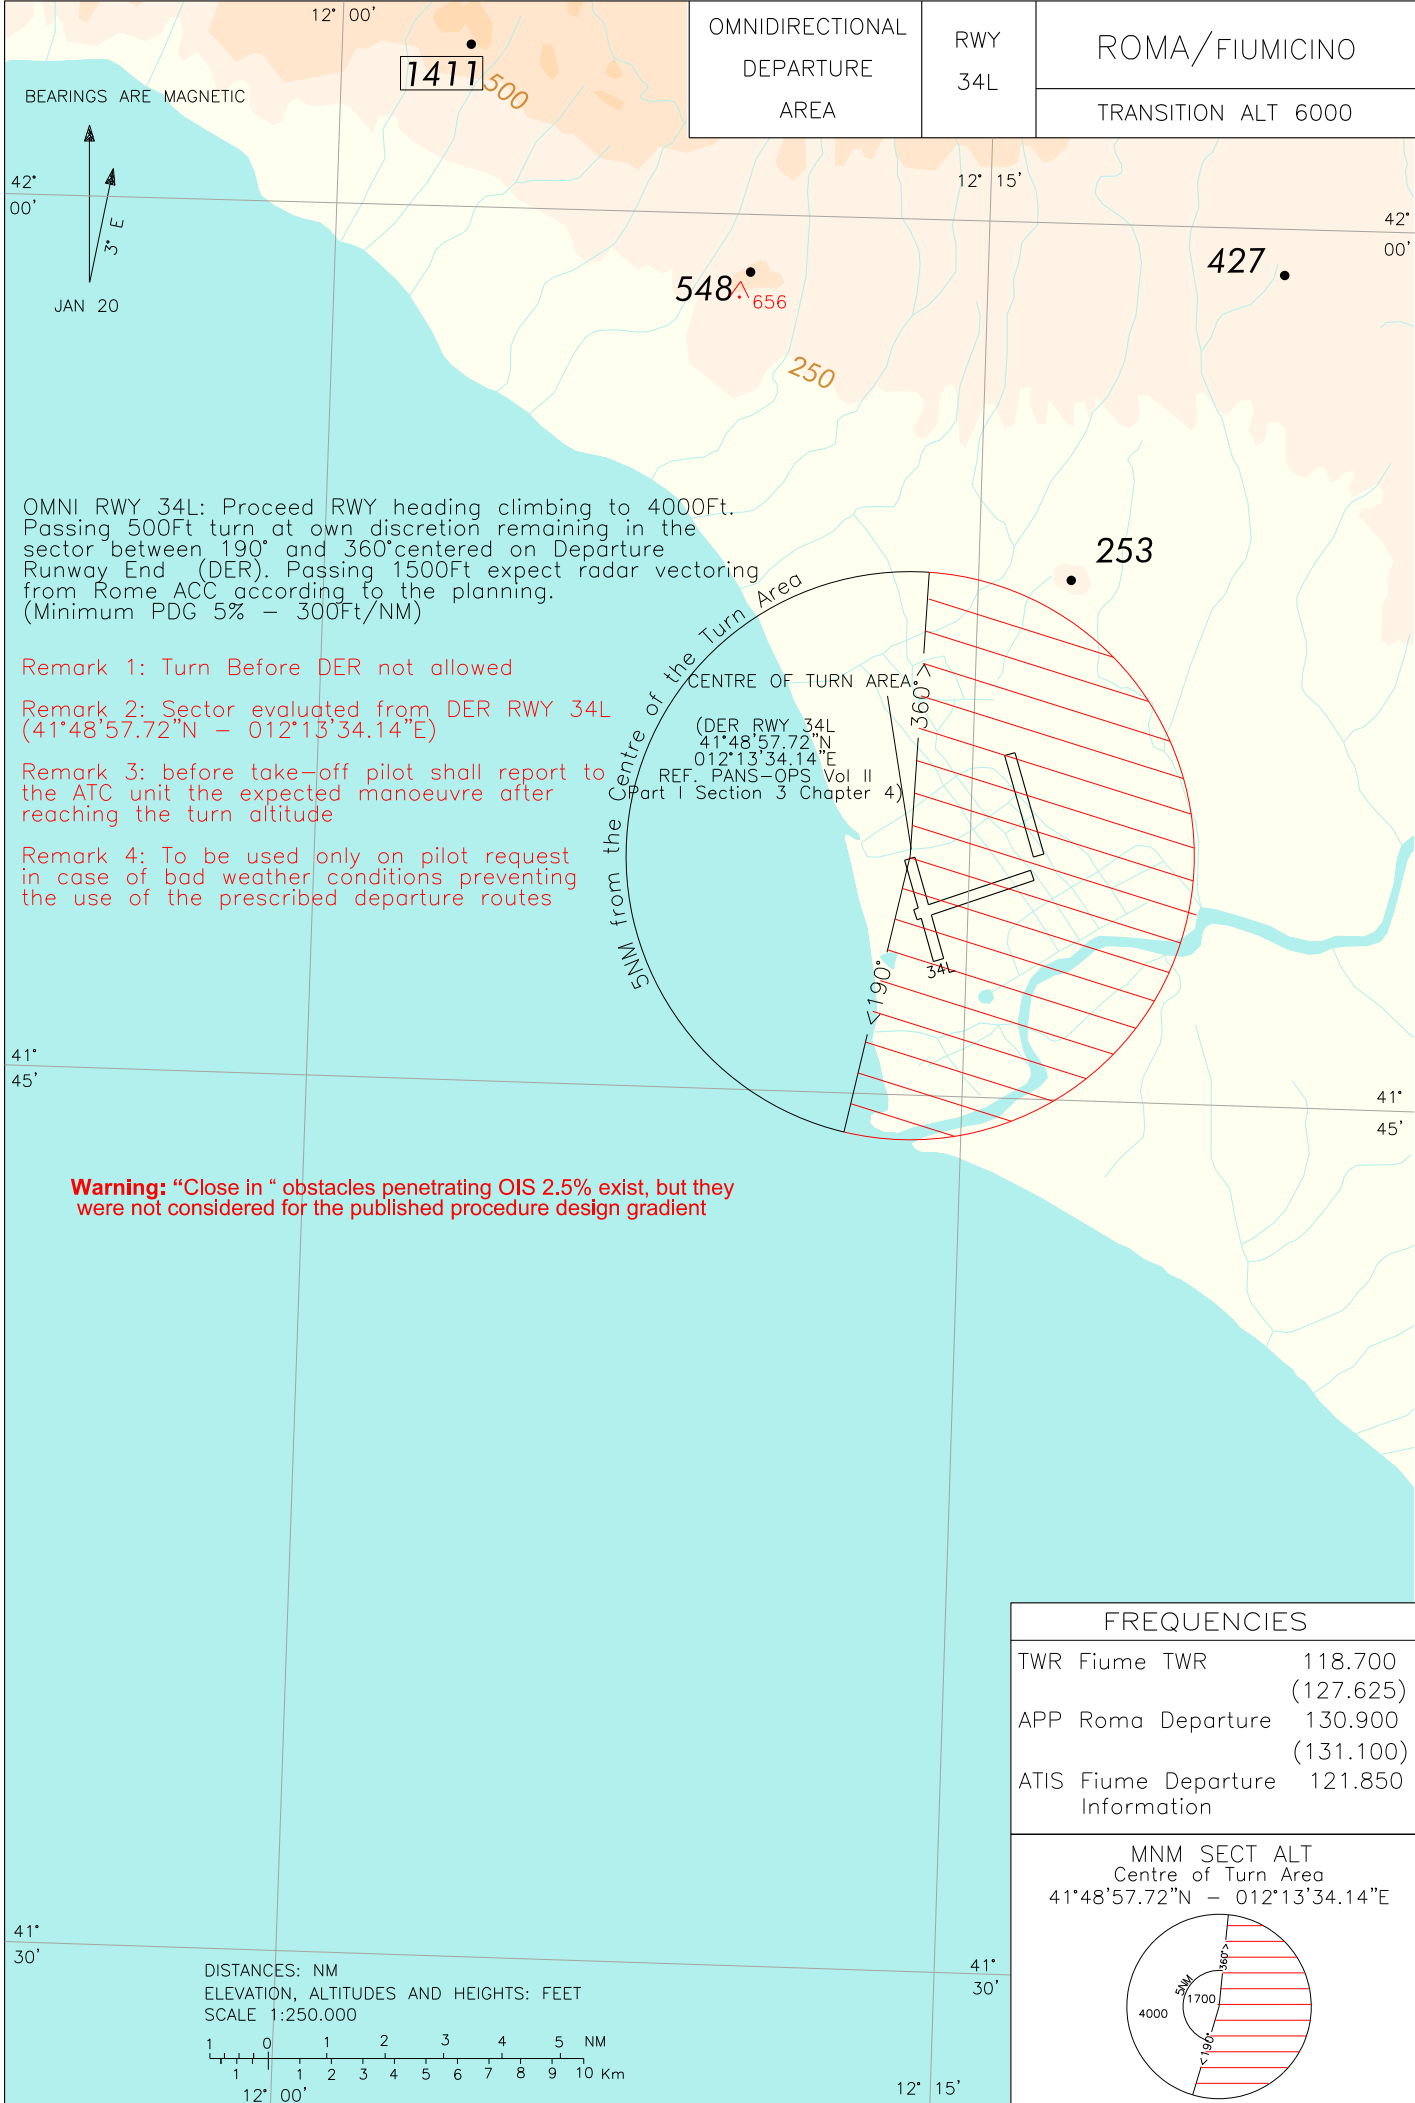 OMNIDIRECTIONAL
DEPARTURE
AREA
RWY
34L
ROMA/FIUMICINO
TRANSITION ALT 6000
12° 00'
1411
500
BEARINGS ARE MAGNETIC
3° E
JAN 20
42°
00'
12° 15'
42°
00'
548
656
427
250
253
OMNI RWY 34L: Proceed RWY heading climbing to 4000Ft.
Passing 500Ft turn at own discretion remaining in the
sector between 190° and 360°centered on Departure
Runway End (DER). Passing 1500Ft expect radar vectoring
from Rome ACC according to the planning.
(Minimum PDG 5% – 300Ft/NM)
Remark 1: Turn Before DER not allowed
Remark 2: Sector evaluated from DER RWY 34L
(41°48'57.72"N – 012°13'34.14"E)
Remark 3: before take–off pilot shall report to
the ATC unit the expected manoeuvre after
reaching the turn altitude
Remark 4: To be used only on pilot request
in case of bad weather conditions preventing
the use of the prescribed departure routes
5NM from the Centre of the Turn Area
CENTRE OF TURN AREA
(DER RWY 34L
41°48'57.72"N
012°13'34.14"E
REF. PANS–OPS Vol II
Part I Section 3 Chapter 4)
360°>
<190°
34L
41°
45'
41°
45'
Warning: “Close in “ obstacles penetrating OIS 2.5% exist, but they
were not considered for the published procedure design gradient
FREQUENCIES
TWR Fiume TWR 118.700
(127.625)
APP Roma Departure 130.900
(131.100)
ATIS Fiume Departure 121.850
Information
MNM SECT ALT
Centre of Turn Area
41°48'57.72"N – 012°13'34.14"E
360°>
5NM
1700
4000
<190°
41°
30'
41°
30'
DISTANCES: NM
ELEVATION, ALTITUDES AND HEIGHTS: FEET
SCALE 1:250.000
1 0 1 2 3 4 5 NM
1 1 2 3 4 5 6 7 8 9 10 Km
12° 00'
12° 15'